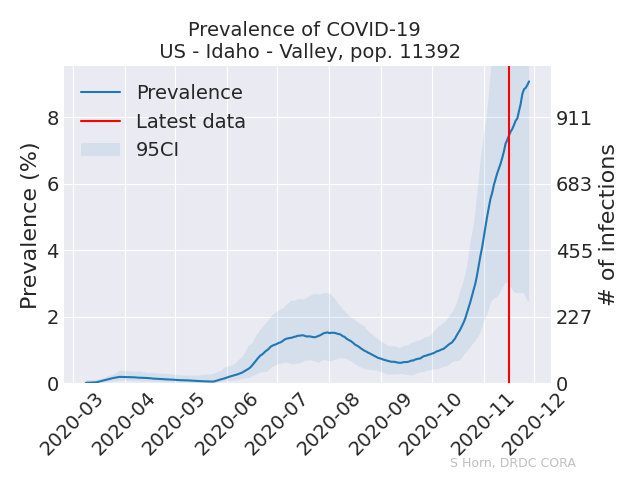 Prevalence of COVID-19
US - Idaho - Valley, pop. 11392
Prevalence
Latest data
95CI
Prevalence (%)
8
6
4
2
0
911
683
455
227
0
# of infections
2020-03
2020-04
2020-05
2020-06
2020-07
2020-08
2020-09
2020-10
2020-11
2020-12
S Horn, DRDC CORA